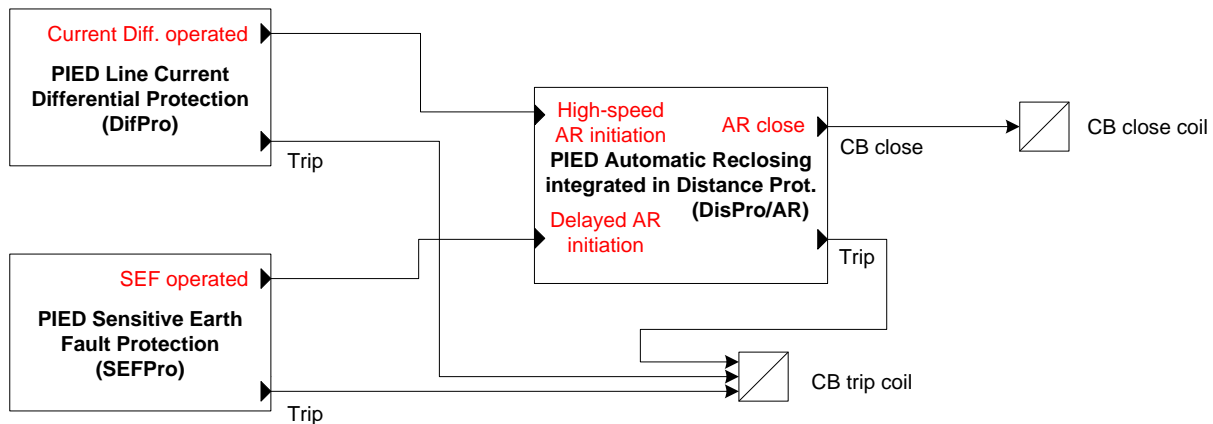 Current Diff. operated
PIED Line Current
Differential Protection
(DifPro)
Trip
High-speed
AR initiation
AR close
PIED Automatic Reclosing
integrated in Distance Prot.
(DisPro/AR)
Delayed AR
initiation
CB close
CB close coil
Trip
SEF operated
PIED Sensitive Earth
Fault Protection
(SEFPro)
Trip
CB trip coil